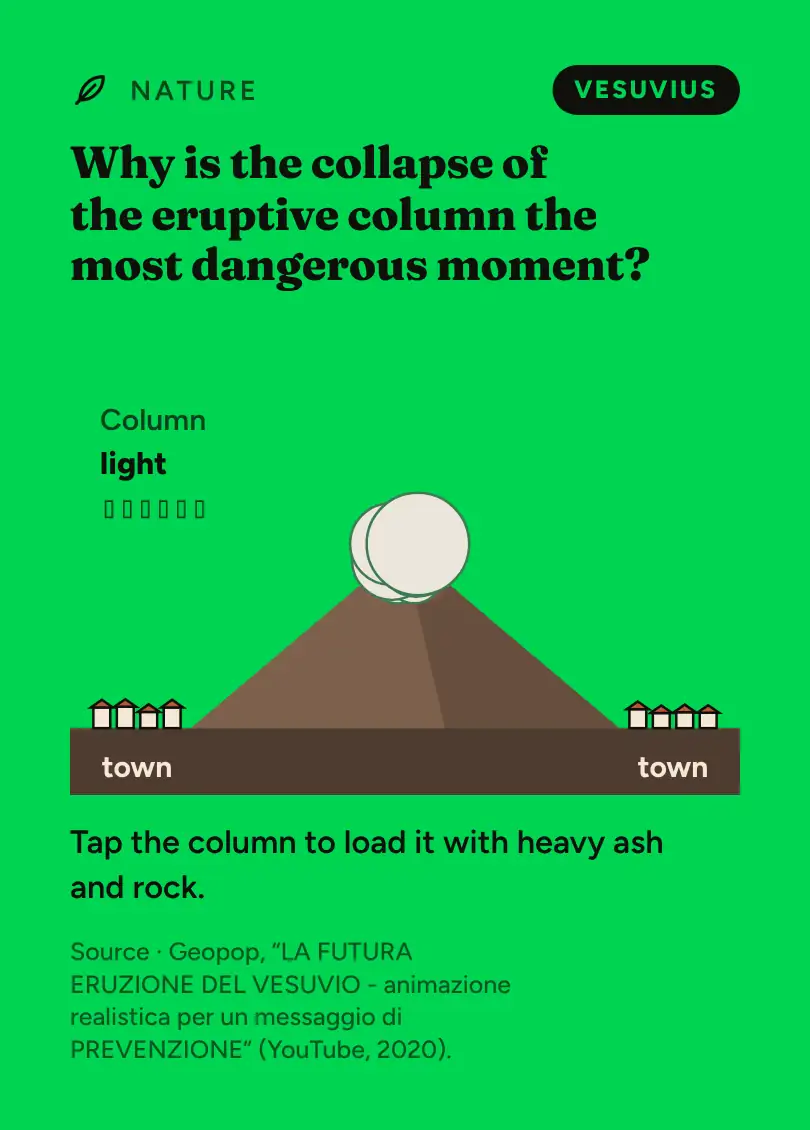 NATURE
VESUVIUS
Why is the collapse of
the eruptive column the
most dangerous moment?
Column
light
▯▯▯▯▯▯
town
town
Tap the column to load it with heavy ash
and rock.
Source · Geopop, “LA FUTURA
ERUZIONE DEL VESUVIO - animazione
realistica per un messaggio di
PREVENZIONE” (YouTube, 2020).